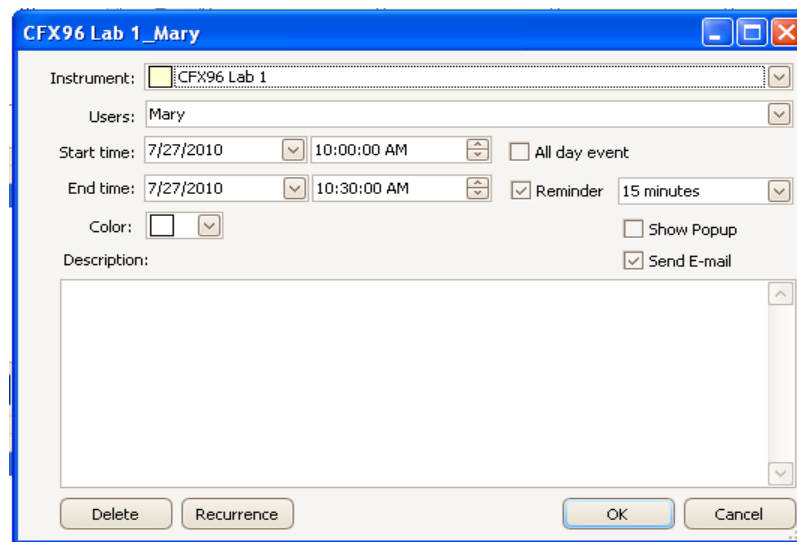 CFX96 Lab 1_Mary
Instrument: CFX96 Lab 1
Users: Mary
Start time: 7/27/2010 10:00:00 AM All day event
End time: 7/27/2010 10:30:00 AM Reminder 15 minutes
Color: Show Popup
Description: Send E-mail
Delete Recurrence OK Cancel